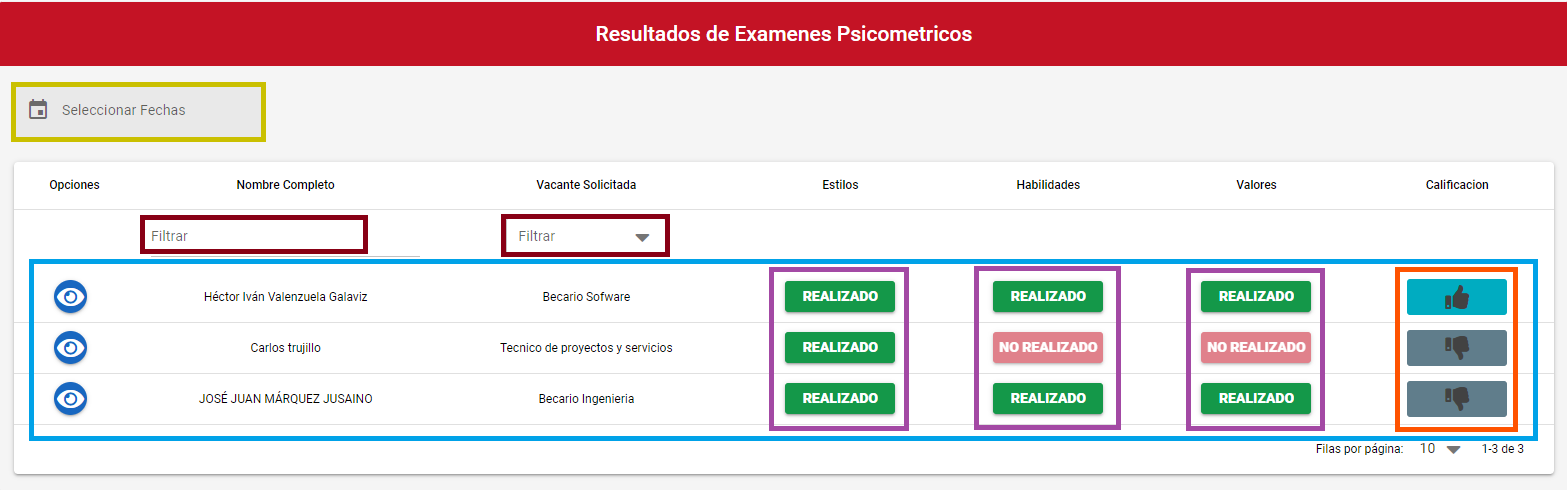 Resultados de Examenes Psicometricos
Seleccionar Fechas
Opciones Nombre Completo Vacante Solicitada Estilos Habilidades Valores Calificacion
Filtrar Filtrar
Héctor Iván Valenzuela Galaviz Becario Sofware REALIZADO REALIZADO REALIZADO
Carlos trujillo Tecnico de proyectos y servicios REALIZADO NO REALIZADO NO REALIZADO
JOSÉ JUAN MÁRQUEZ JUSAINO Becario Ingenieria REALIZADO REALIZADO REALIZADO
Filas por página: 10 1-3 de 3